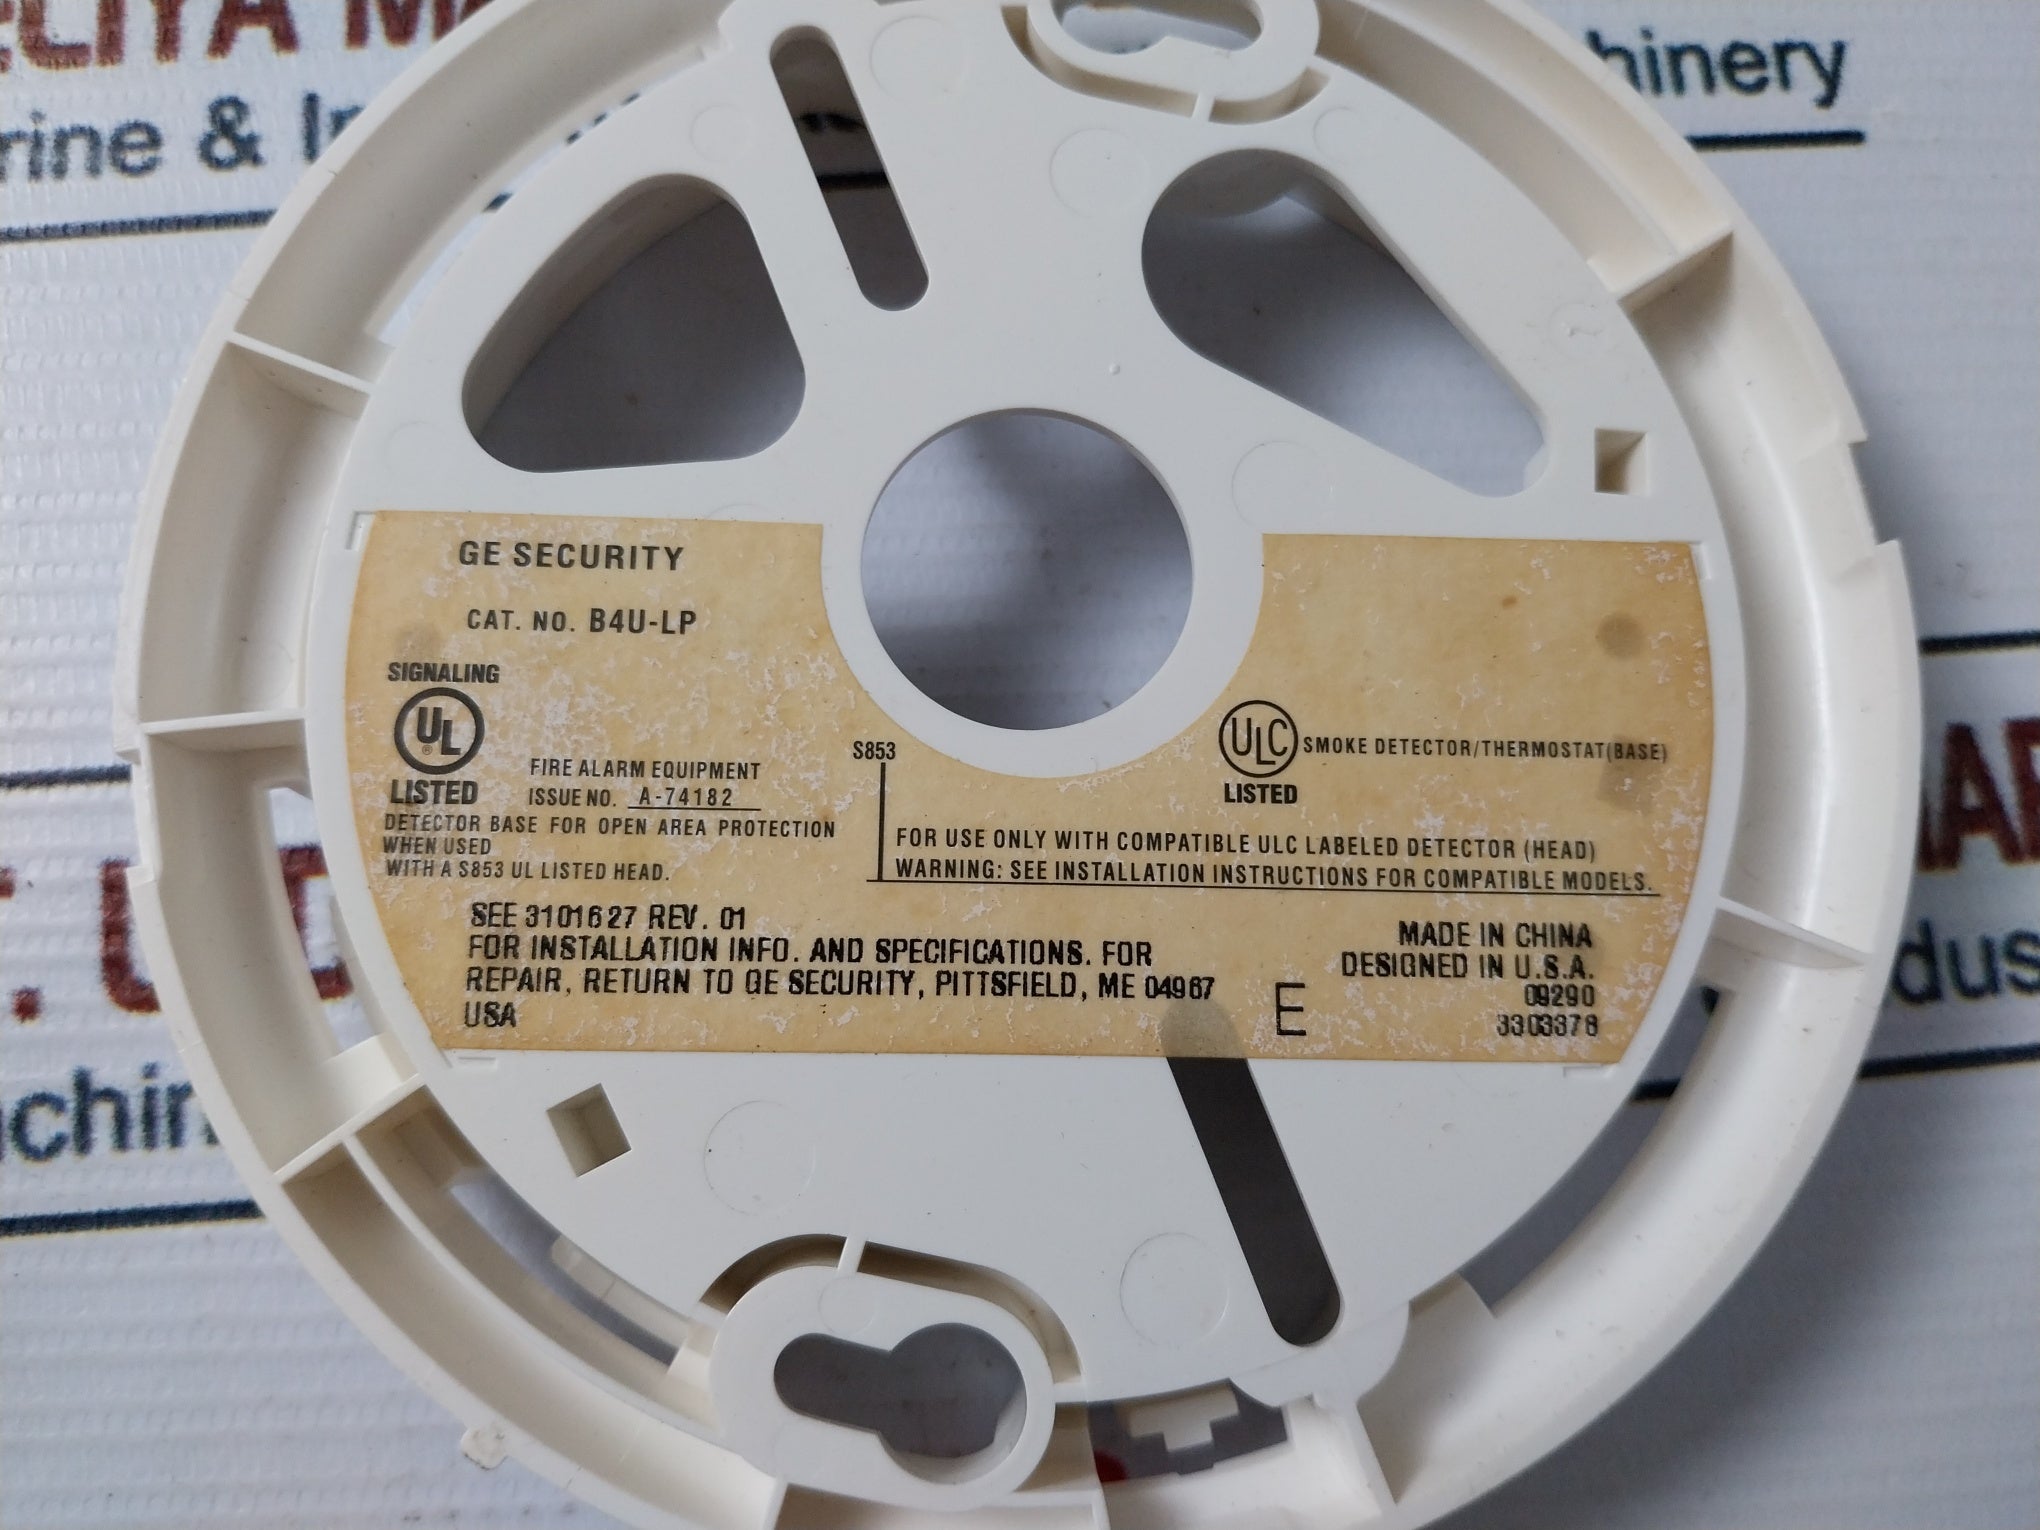 rine &
hinery
GE SECURITY
CAT. NO. B4U-LP
SIGNALING
UL
®
LISTED
FIRE ALARM EQUIPMENT
ISSUE NO. A-74182
DETECTOR BASE FOR OPEN AREA PROTECTION
WHEN USED
WITH A S853 UL LISTED HEAD.
S853
ULC
LISTED
SMOKE DETECTOR/THERMOSTAT(BASE)
FOR USE ONLY WITH COMPATIBLE ULC LABELED DETECTOR (HEAD)
WARNING: SEE INSTALLATION INSTRUCTIONS FOR COMPATIBLE MODELS.
SEE 3101627 REV. 01
FOR INSTALLATION INFO. AND SPECIFICATIONS. FOR
REPAIR, RETURN TO GE SECURITY, PITTSFIELD, ME 04967
USA
E
MADE IN CHINA
DESIGNED IN U.S.A.
09290
3303378
dus
chin